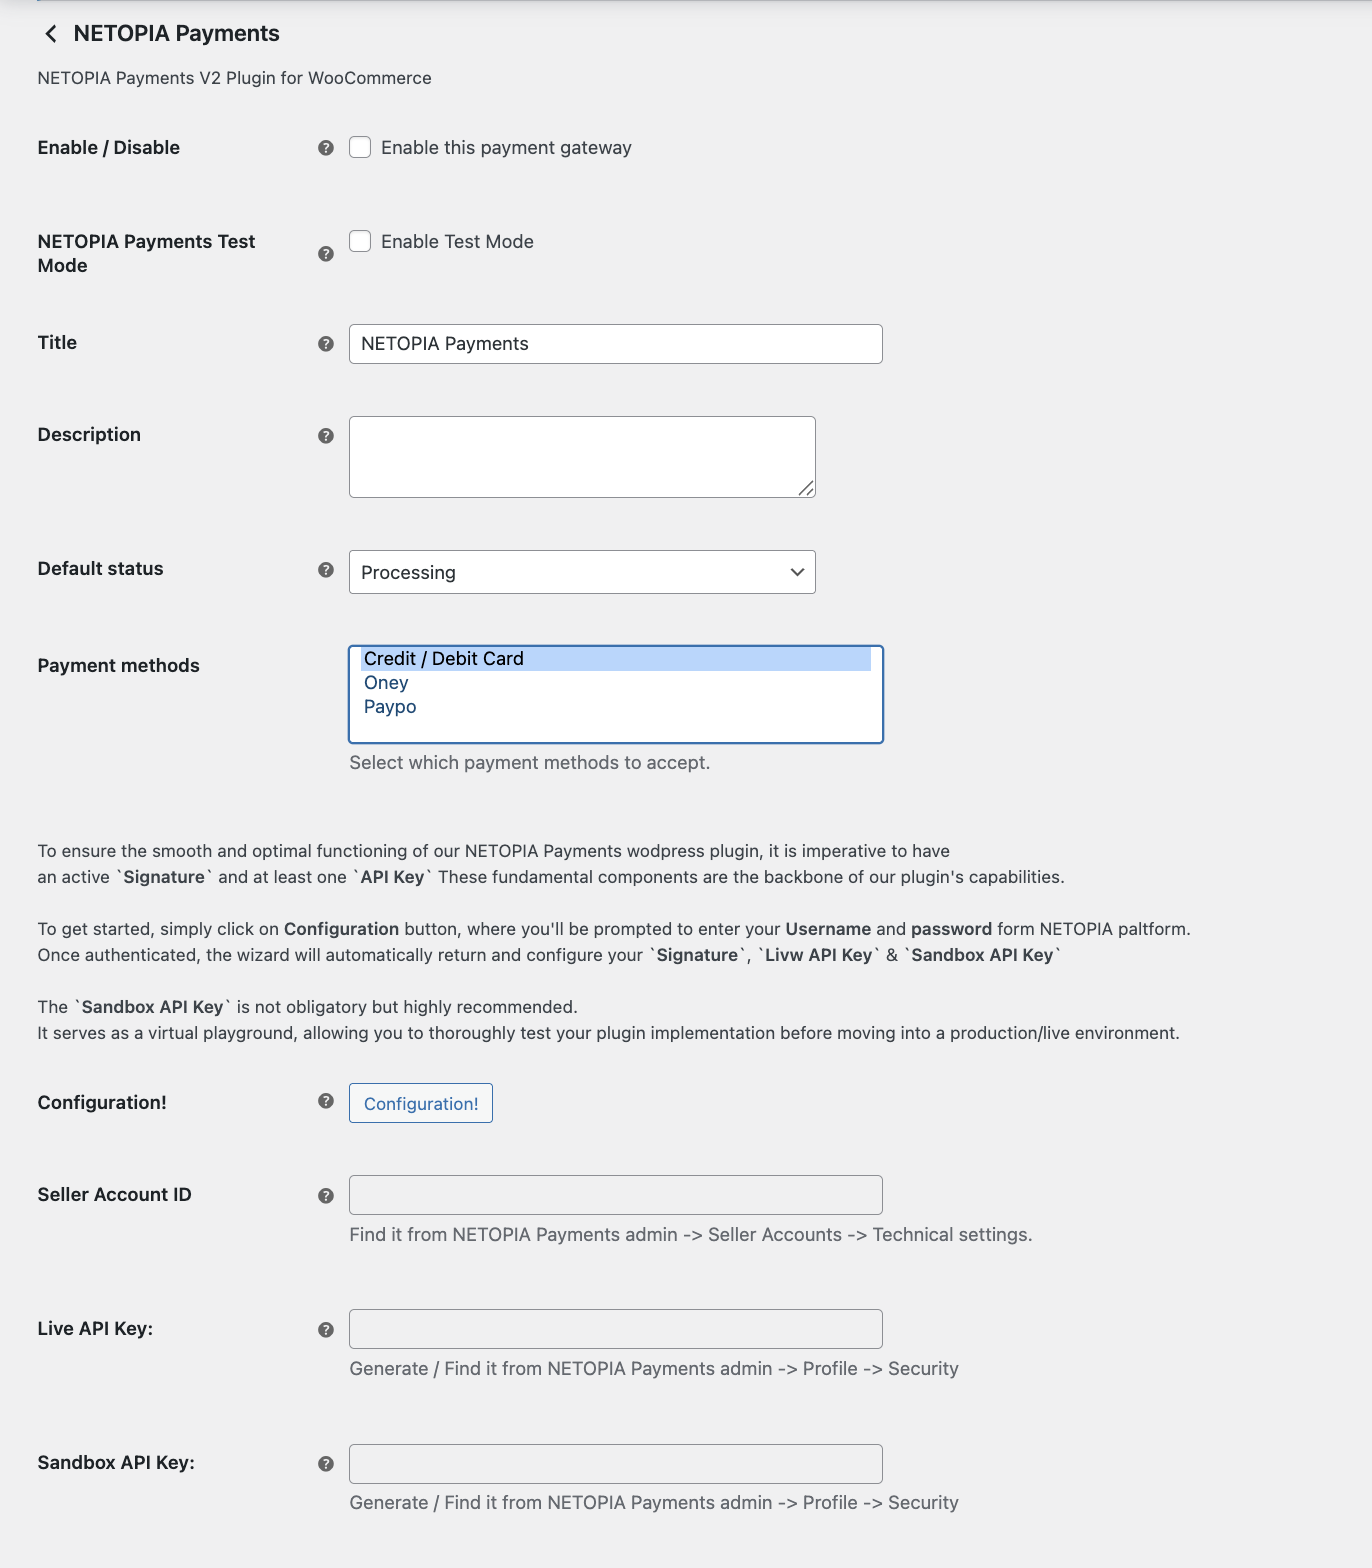 NETOPIA Payments
NETOPIA Payments V2 Plugin for WooCommerce
Enable / Disable
Enable this payment gateway
NETOPIA Payments Test
Mode
Enable Test Mode
Title
NETOPIA Payments
Description
Default status
Processing
Payment methods
Credit / Debit Card
Oney
Paypo
Select which payment methods to accept.
To ensure the smooth and optimal functioning of our NETOPIA Payments wodpress plugin, it is imperative to have
an active `Signature` and at least one `API Key` These fundamental components are the backbone of our plugin's capabilities.
To get started, simply click on Configuration button, where you'll be prompted to enter your Username and password form NETOPIA paltform.
Once authenticated, the wizard will automatically return and configure your `Signature`, `Livw API Key` & `Sandbox API Key`
The `Sandbox API Key` is not obligatory but highly recommended.
It serves as a virtual playground, allowing you to thoroughly test your plugin implementation before moving into a production/live environment.
Configuration!
Configuration!
Seller Account ID
Find it from NETOPIA Payments admin -> Seller Accounts -> Technical settings.
Live API Key:
Generate / Find it from NETOPIA Payments admin -> Profile -> Security
Sandbox API Key:
Generate / Find it from NETOPIA Payments admin -> Profile -> Security